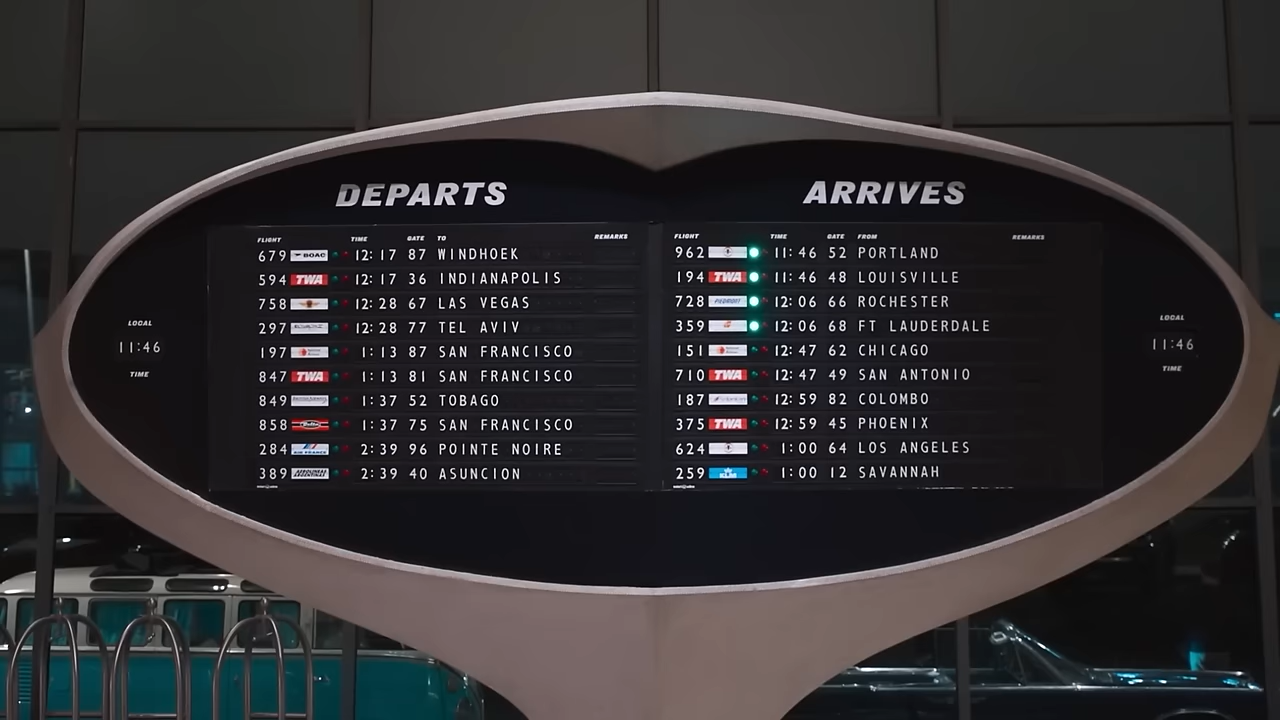 DEPARTS
FLIGHT TIME GATE TO REMARKS
679 BOAC 12:17 87 WINDHOEK
594 TWA 12:17 36 INDIANAPOLIS
758 12:28 67 LAS VEGAS
297 12:28 77 TEL AVIV
197 1:13 87 SAN FRANCISCO
847 TWA 1:13 81 SAN FRANCISCO
849 1:37 52 TOBAGO
858 Delta 1:37 75 SAN FRANCISCO
284 AIR FRANCE 2:39 96 POINTE NOIRE
389 AEROLINEAS ARGENTINAS 2:39 40 ASUNCION
ARRIVES
FLIGHT TIME GATE FROM REMARKS
962 11:46 52 PORTLAND
194 TWA 11:46 48 LOUISVILLE
728 PIEDMONT 12:06 66 ROCHESTER
359 12:06 68 FT LAUDERDALE
151 12:47 62 CHICAGO
710 TWA 12:47 49 SAN ANTONIO
187 12:59 82 COLOMBO
375 TWA 12:59 45 PHOENIX
624 1:00 64 LOS ANGELES
259 KLM 1:00 12 SAVANNAH
LOCAL
11:46
TIME
LOCAL
11:46
TIME